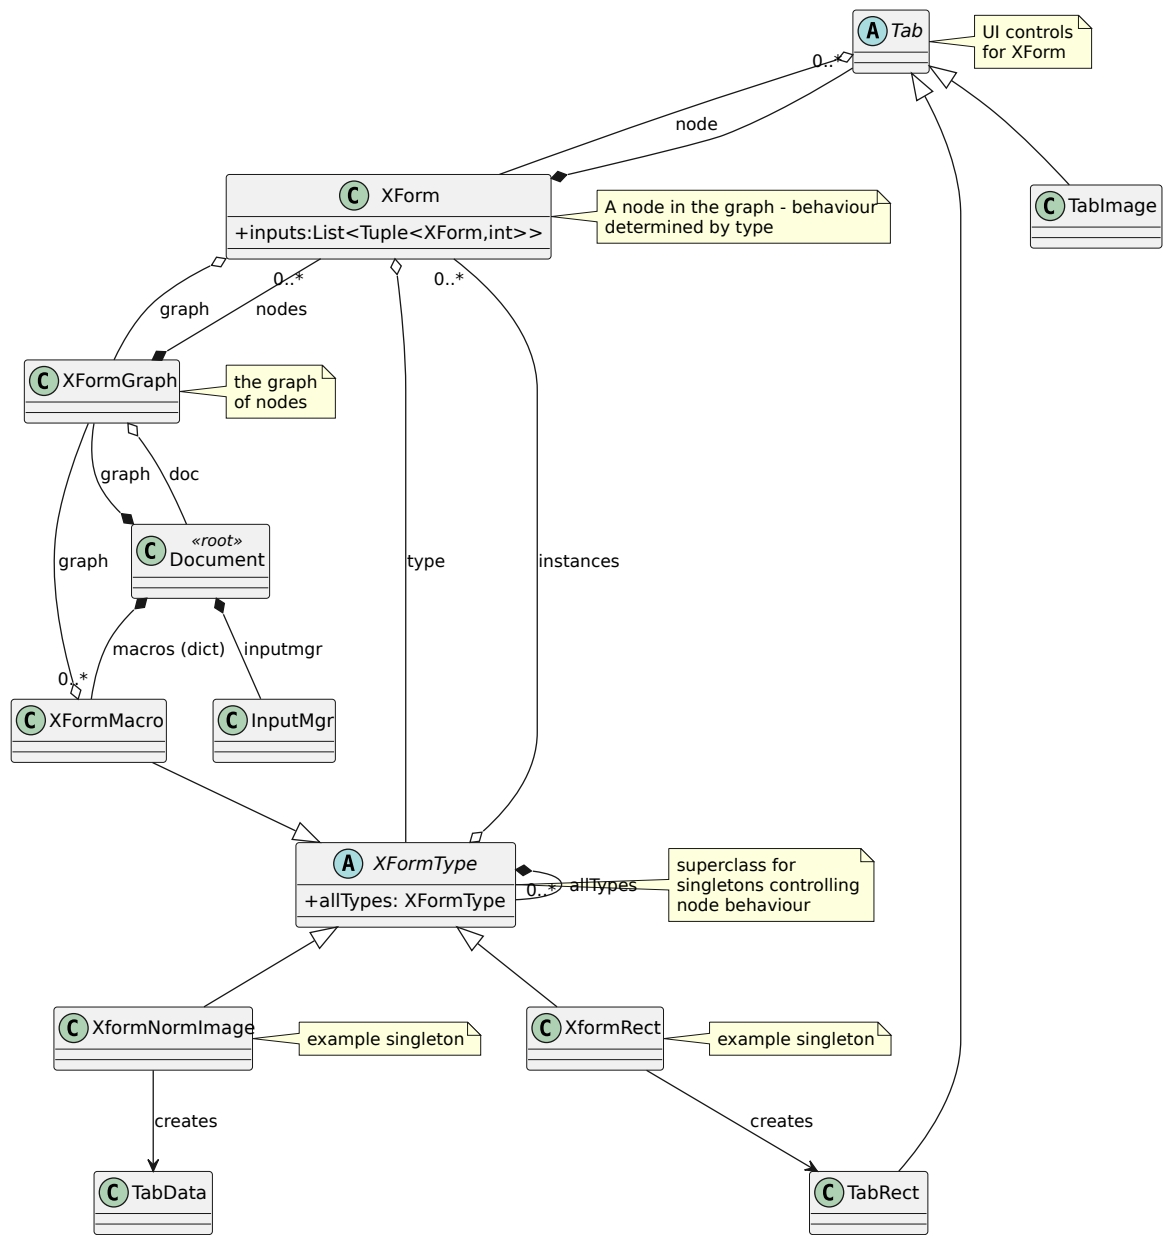 A Tab
UI controls
for XForm
0..*
node
C XForm
+inputs:List<Tuple<XForm,int>>
A node in the graph - behaviour
determined by type
C TabImage
0..*
0..*
graph
nodes
C XFormGraph
the graph
of nodes
graph
doc
C «root»
Document
graph
type
instances
macros (dict)
inputmgr
0..*
C XFormMacro
C InputMgr
A XFormType
+allTypes: XFormType
0..*
allTypes
superclass for
singletons controlling
node behaviour
C XformNormImage
example singleton
C XformRect
example singleton
creates
creates
C TabData
C TabRect